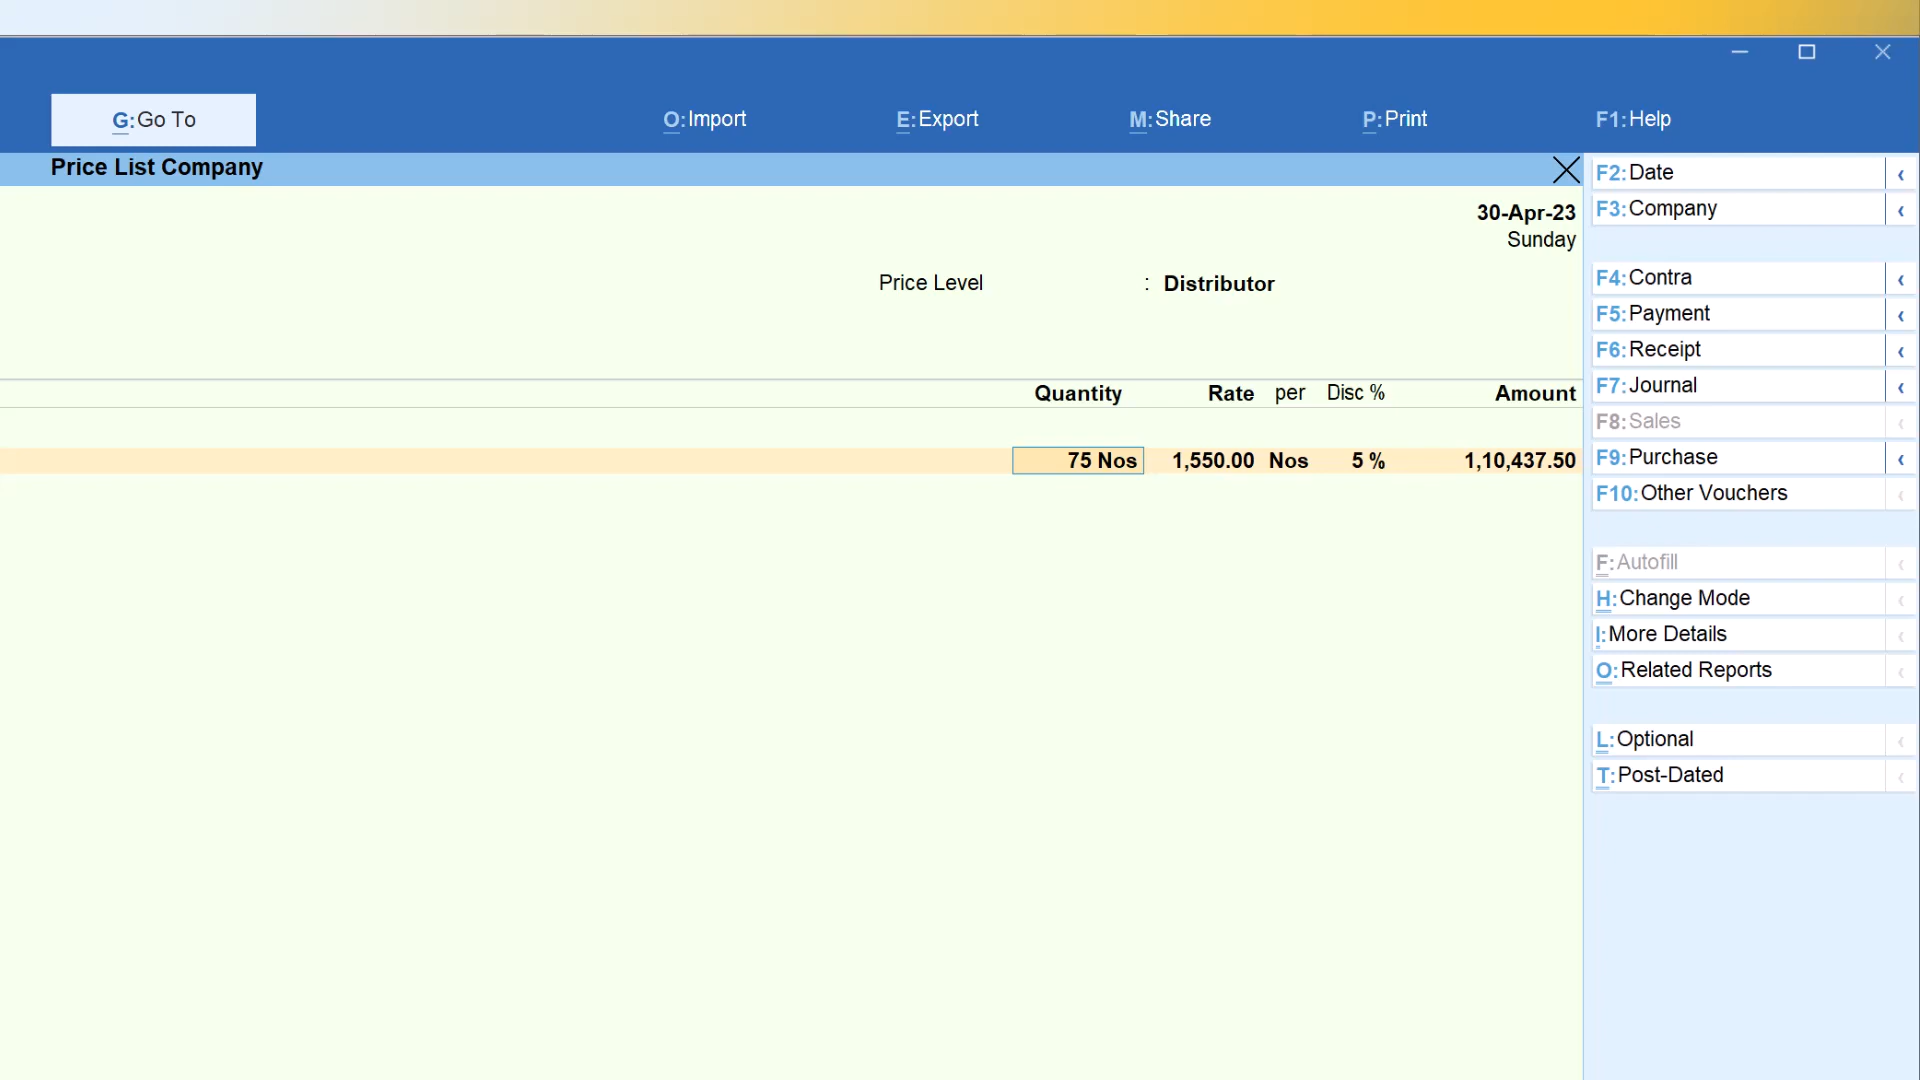 G:Go To O:Import E:Export M:Share P:Print F1:Help
Price List Company
30-Apr-23
Sunday
Price Level : Distributor
Quantity Rate per Disc % Amount
75 Nos 1,550.00 Nos 5 % 1,10,437.50
F2:Date
F3:Company
F4:Contra
F5:Payment
F6:Receipt
F7:Journal
F8:Sales
F9:Purchase
F10:Other Vouchers
F:Autofill
H:Change Mode
I:More Details
O:Related Reports
L:Optional
T:Post-Dated